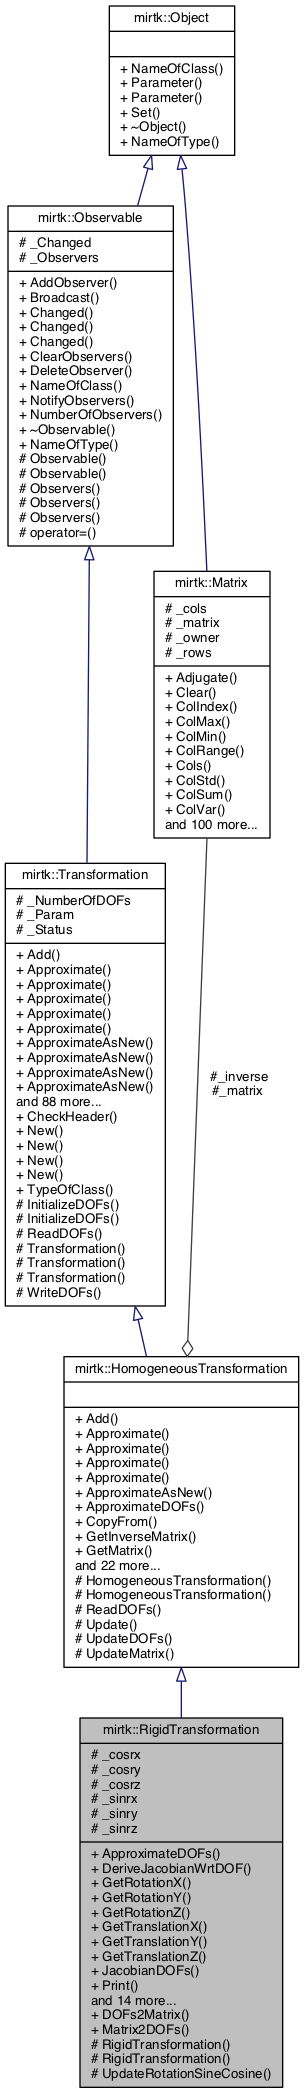 mirtk::Object
+ NameOfClass()
+ Parameter()
+ Parameter()
+ Set()
+ ~Object()
+ NameOfType()
mirtk::Observable
# _Changed
# _Observers
+ AddObserver()
+ Broadcast()
+ Changed()
+ Changed()
+ Changed()
+ ClearObservers()
+ DeleteObserver()
+ NameOfClass()
+ NotifyObservers()
+ NumberOfObservers()
+ ~Observable()
+ NameOfType()
# Observable()
# Observable()
# Observers()
# Observers()
# Observers()
# operator=()
mirtk::Matrix
# _cols
# _matrix
# _owner
# _rows
+ Adjugate()
+ Clear()
+ ColIndex()
+ ColMax()
+ ColMin()
+ ColRange()
+ Cols()
+ ColStd()
+ ColSum()
+ ColVar()
and 100 more...
mirtk::Transformation
# _NumberOfDOFs
# _Param
# _Status
+ Add()
+ Approximate()
+ Approximate()
+ Approximate()
+ Approximate()
+ Approximate()
+ ApproximateAsNew()
+ ApproximateAsNew()
+ ApproximateAsNew()
+ ApproximateAsNew()
and 88 more...
+ CheckHeader()
+ New()
+ New()
+ New()
+ New()
+ TypeOfClass()
# InitializeDOFs()
# InitializeDOFs()
# ReadDOFs()
# Transformation()
# Transformation()
# Transformation()
# WriteDOFs()
#_inverse
#_matrix
mirtk::HomogeneousTransformation
+ Add()
+ Approximate()
+ Approximate()
+ Approximate()
+ Approximate()
+ ApproximateAsNew()
+ ApproximateDOFs()
+ CopyFrom()
+ GetInverseMatrix()
+ GetMatrix()
and 22 more...
# HomogeneousTransformation()
# HomogeneousTransformation()
# ReadDOFs()
# Update()
# UpdateDOFs()
# UpdateMatrix()
mirtk::RigidTransformation
# _cosrx
# _cosry
# _cosrz
# _sinrx
# _sinry
# _sinrz
+ ApproximateDOFs()
+ DeriveJacobianWrtDOF()
+ GetRotationX()
+ GetRotationY()
+ GetRotationZ()
+ GetTranslationX()
+ GetTranslationY()
+ GetTranslationZ()
+ JacobianDOFs()
+ Print()
and 14 more...
+ DOFs2Matrix()
+ Matrix2DOFs()
# RigidTransformation()
# RigidTransformation()
# UpdateRotationSineCosine()